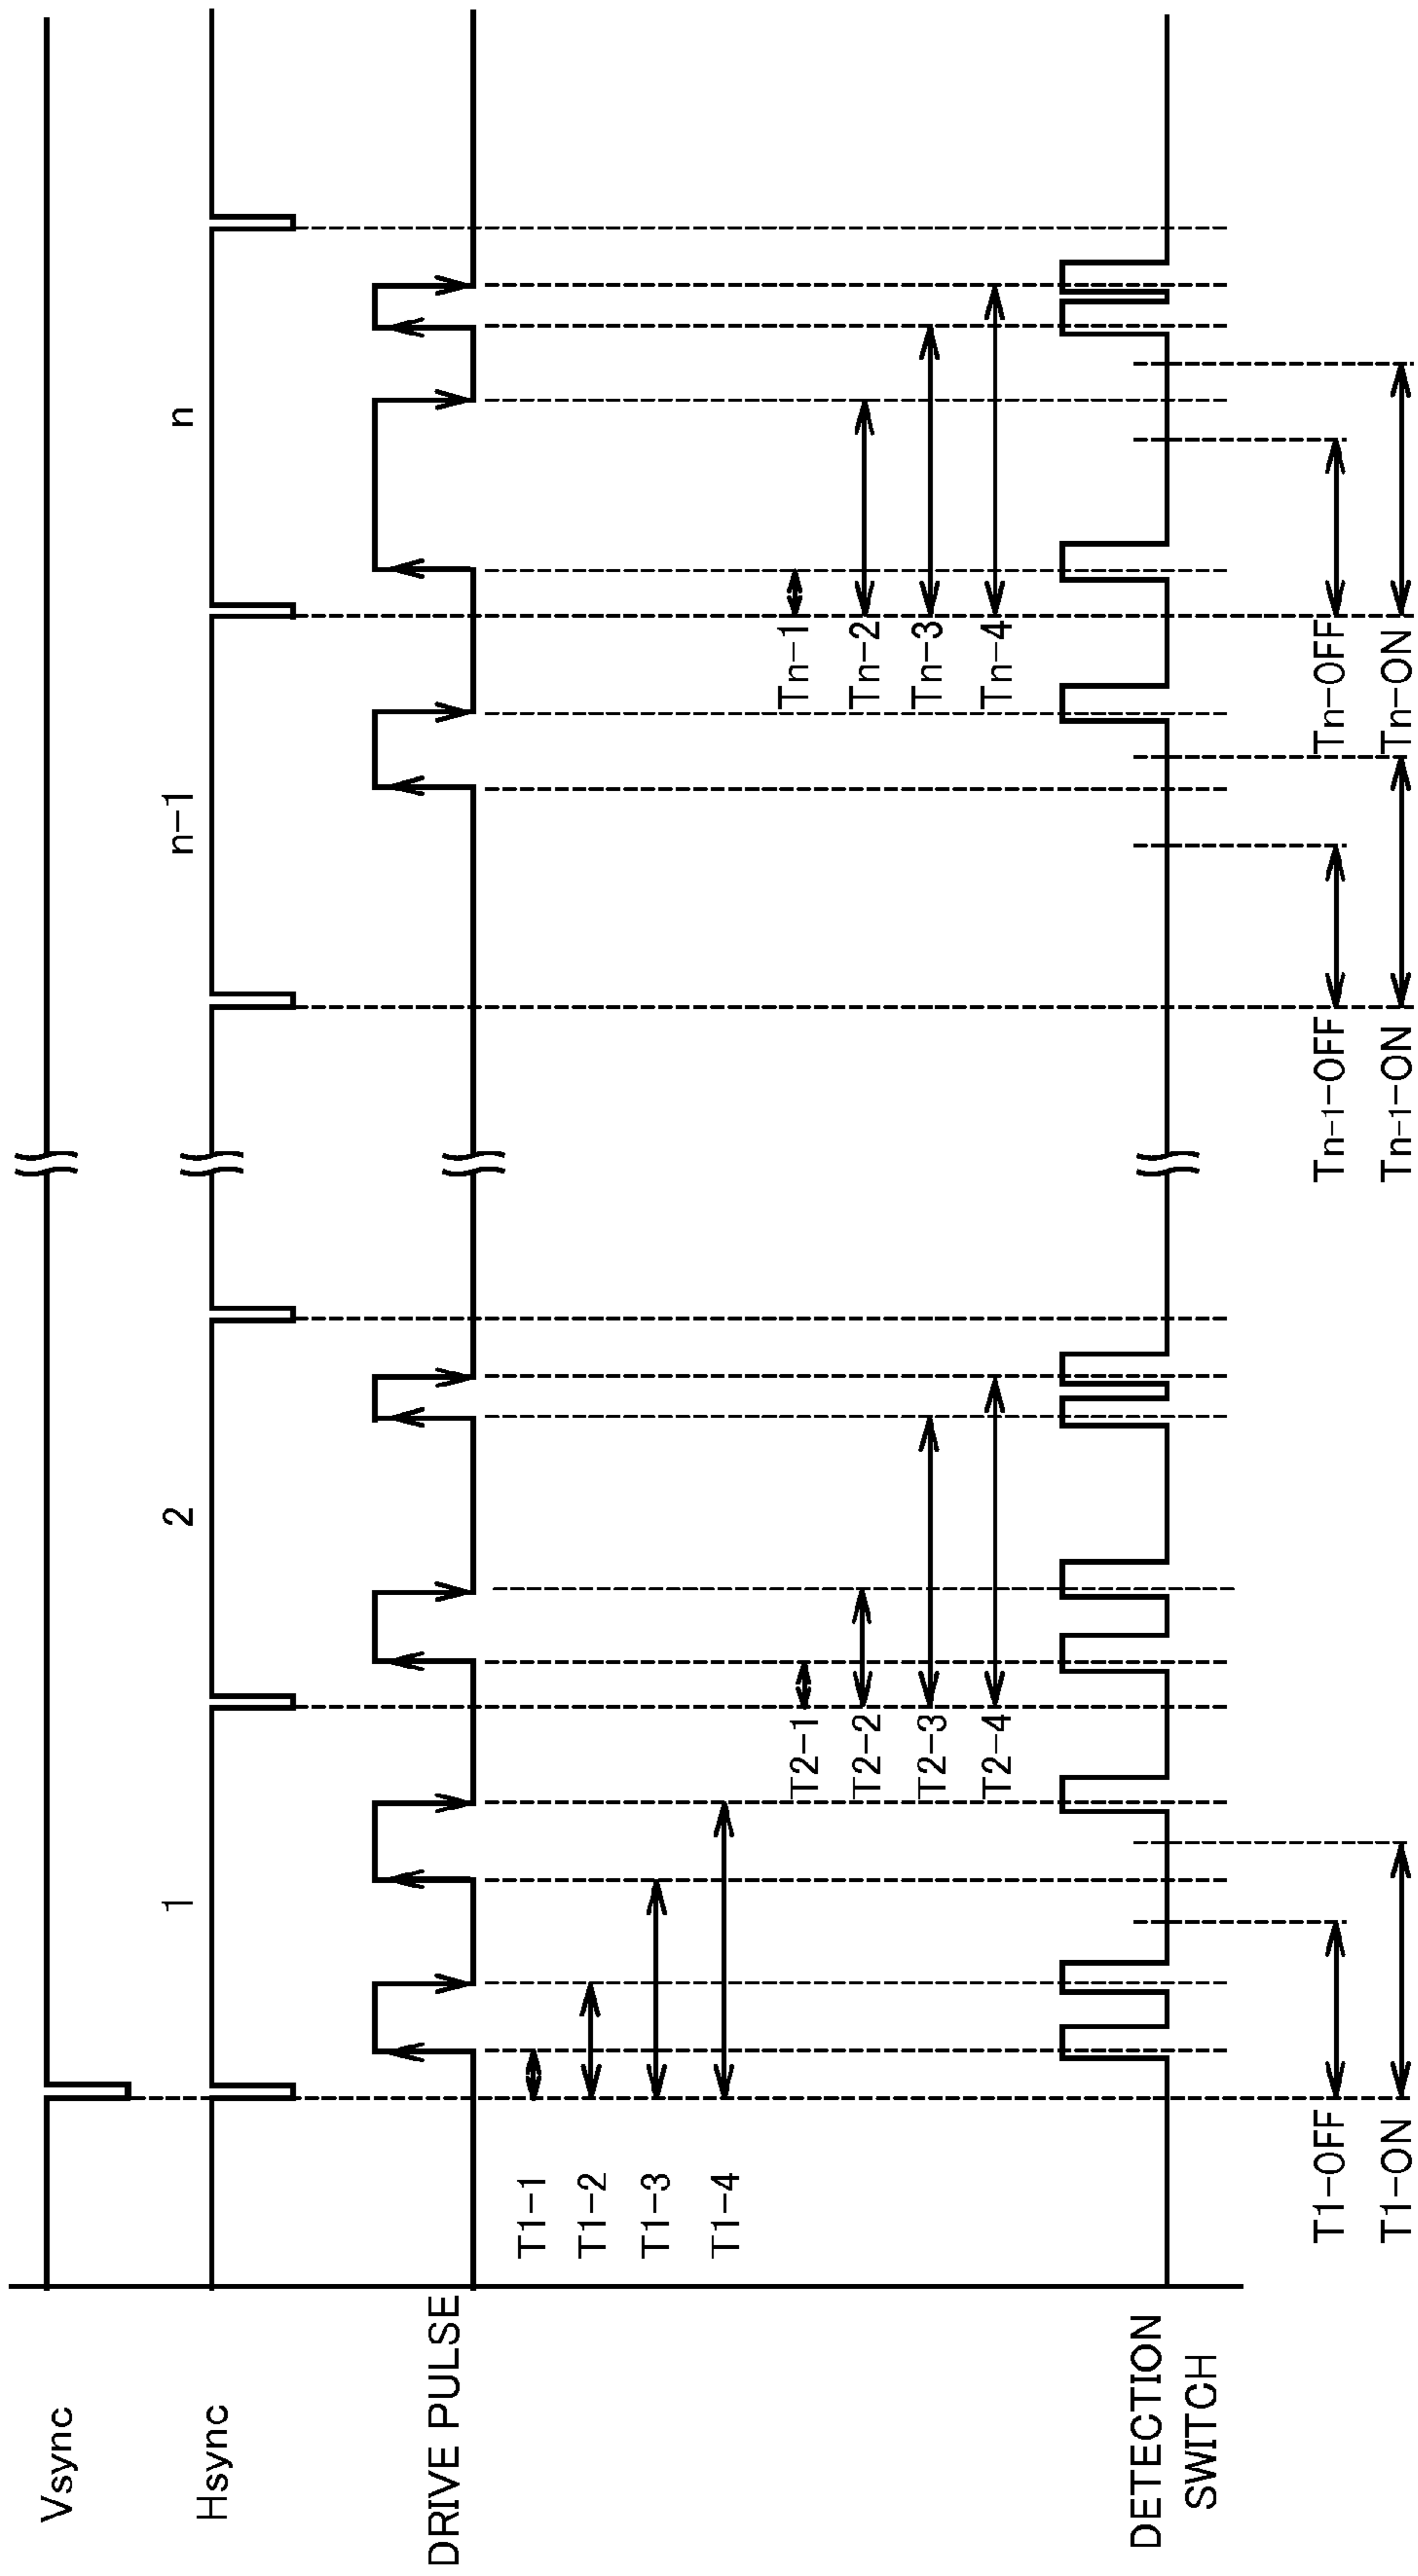 Vsync
Hsync
1
2
n-1
n
DRIVE PULSE
T1-1
T1-2
T1-3
T1-4
T2-1
T2-2
T2-3
T2-4
Tn-1
Tn-2
Tn-3
Tn-4
DETECTION
SWITCH
T1-OFF
Tn-1-OFF
Tn-OFF
T1-ON
Tn-1-ON
Tn-ON